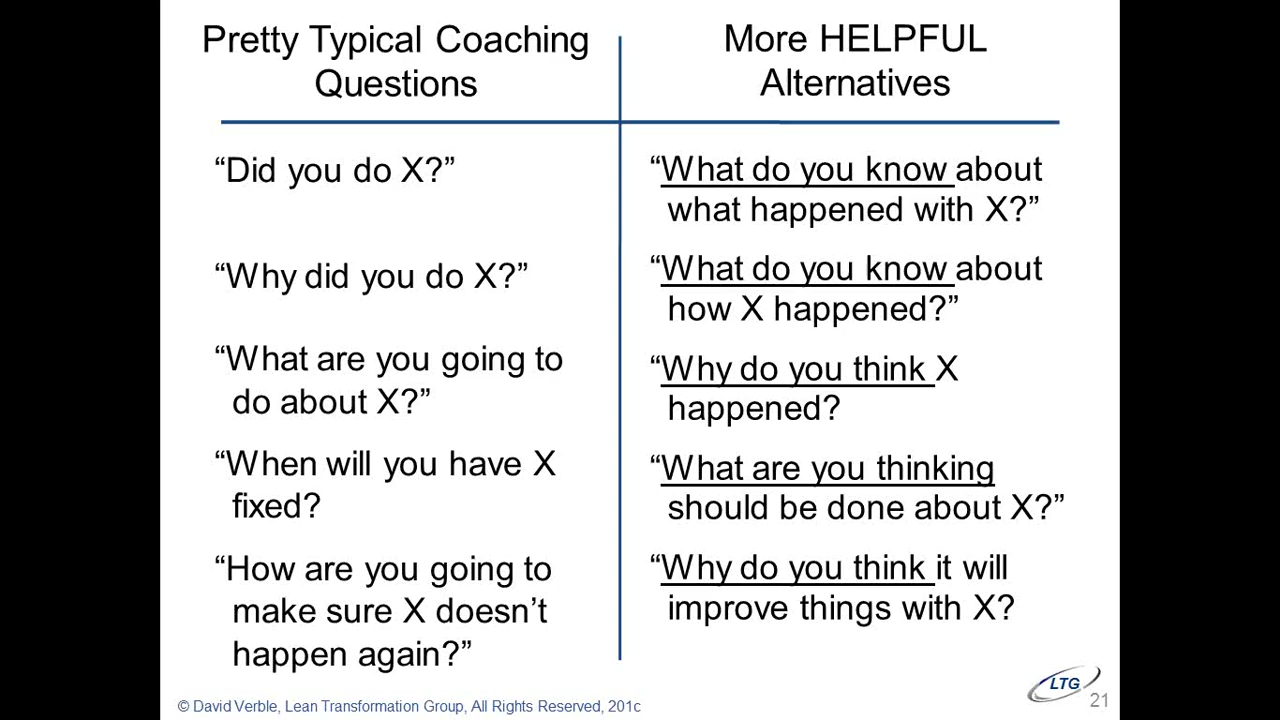 Pretty Typical Coaching
Questions
More HELPFUL
Alternatives
“Did you do X?”
“What do you know about
what happened with X?”
“Why did you do X?”
“What do you know about
how X happened?”
“What are you going to
do about X?”
“Why do you think X
happened?
“When will you have X
fixed?
“What are you thinking
should be done about X?”
“How are you going to
make sure X doesn’t
happen again?”
“Why do you think it will
improve things with X?
© David Verble, Lean Transformation Group, All Rights Reserved, 201c
LTG
21